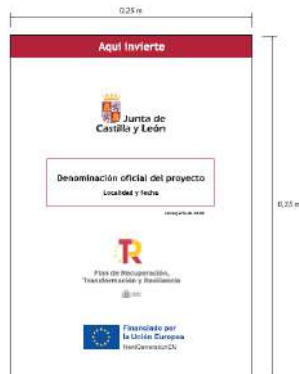 0,25 m
Aquí invierte
Junta de
Castilla y León
Denominación oficial del proyecto
Localidad y fecha
Plan de Recuperación,
Transformación y Resiliencia
0,25 m
Financiado por
la Unión Europea
NextGenerationEU